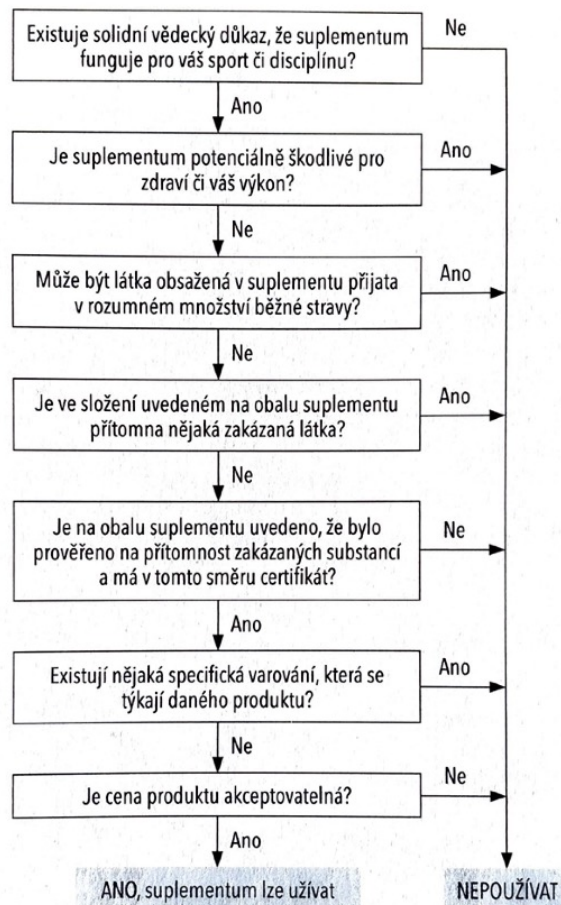 Existuje solidní vědecký důkaz, že suplementum
funguje pro váš sport či disciplínu?
Ne
Ano
Je suplementum potenciálně škodlivé pro
zdraví či váš výkon?
Ano
Ne
Může být látka obsažená v suplementu přijata
v rozumném množství běžné stravy?
Ano
Ne
Je ve složení uvedeném na obalu suplementu
přítomna nějaká zakázaná látka?
Ano
Ne
Je na obalu suplementu uvedeno, že bylo
prověřeno na přítomnost zakázaných substancí
a má v tomto směru certifikát?
Ne
Ano
Existují nějaká specifická varování, která se
týkají daného produktu?
Ano
Ne
Je cena produktu akceptovatelná?
Ne
Ano
ANO, suplementum lze užívat
NEPOUŽÍVAT